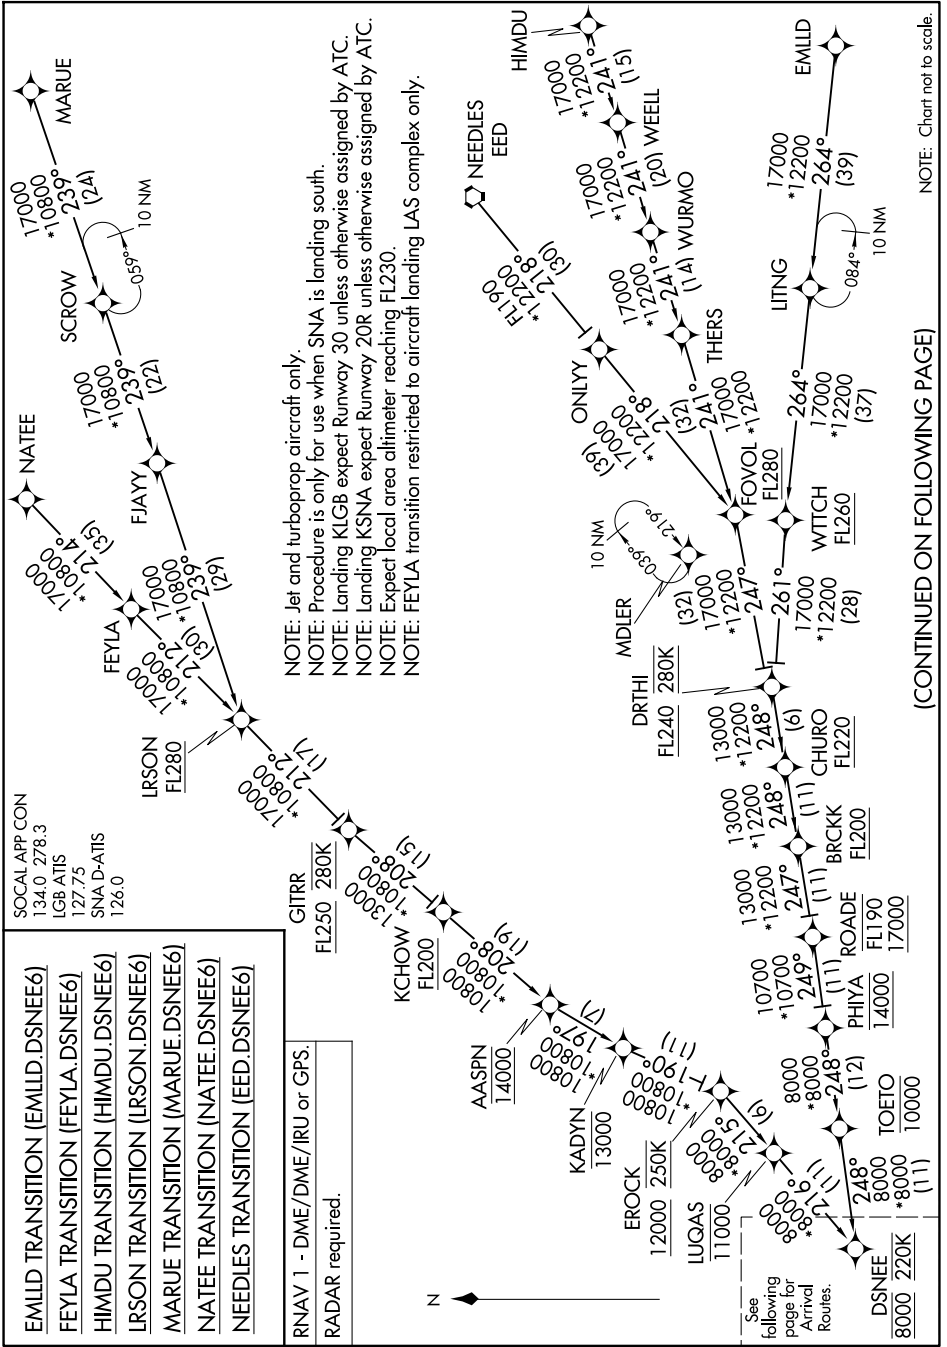 EMLLD TRANSITION (EMLLD.DSNEE6)
FEYLA TRANSITION (FEYLA.DSNEE6)
HIMDU TRANSITION (HIMDU.DSNEE6)
LRSON TRANSITION (LRSON.DSNEE6)
MARUE TRANSITION (MARUE.DSNEE6)
NATEE TRANSITION (NATEE.DSNEE6)
NEEDLES TRANSITION (EED.DSNEE6)
RNAV 1 - DME/DME/IRU or GPS.
RADAR required.
SOCAL APP CON
134.0 278.3
LGB ATIS
127.75
SNA D-ATIS
126.0
MARUE
17000
*10800
239°
(24)
SCROW
059°
10 NM
17000
*10800
239°
(22)
FJAYY
17000
*10800
239°
(29)
NATEE
17000
*10800
214°
(35)
FEYLA
17000
*10800
212°
(30)
LRSON
FL280
17000
*10800
212°
(17)
GITRR
FL250 280K
13000
*10800
208°
(15)
KCHOW
FL200
10800
*10800
208°
(19)
AASPN
14000
10800
*10800
197°
(7)
KADYN
13000
10800
*10800
190°
(11)
EROCK
12000 250K
8000
*8000
215°
(6)
LUQAS
11000
8000
*8000
216°
(11)
NOTE: Jet and turboprop aircraft only.
NOTE: Procedure is only for use when SNA is landing south.
NOTE: Landing KLGB expect Runway 30 unless otherwise assigned by ATC.
NOTE: Landing KSNA expect Runway 20R unless otherwise assigned by ATC.
NOTE: Expect local area altimeter reaching FL230.
NOTE: FEYLA transition restricted to aircraft landing LAS complex only.
NEEDLES
EED
FL190
*12200
218°
(30)
ONLYY
17000
*12200
218°
(39)
HIMDU
17000
*12200
241°
(15)
WEELL
17000
*12200
241°
(20)
WURMO
17000
*12200
241°
(14)
THERS
(32)
241°
17000
*12200
FOVOL
FL280
10 NM
219°
039°
MDLER
(32)
17000
*12200
247°
EMLLD
17000
*12200
264°
(39)
LITNG
084°
10 NM
264°
17000
*12200
(37)
WTTCH
FL260
261°
17000
*12200
(28)
DRTHI
FL240 280K
13000
*12200
248°
(6)
CHURO
FL220
13000
*12200
248°
(11)
BRCKK
FL200
13000
*12200
247°
(11)
ROADE
FL190
17000
10700
*10700
249°
(11)
PHIYA
14000
8000
*8000
248°
(12)
TOETO
10000
248°
8000
*8000
(11)
DSNEE
8000 220K
See
following
page for
Arrival
Routes.
N
(CONTINUED ON FOLLOWING PAGE)
NOTE: Chart not to scale.